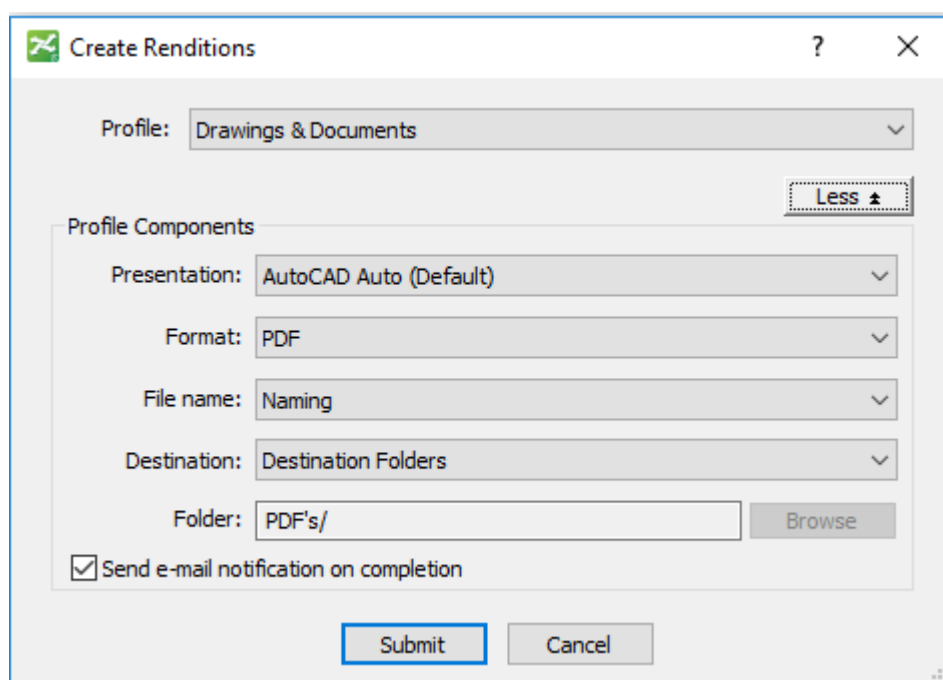 Create Renditions ?
Profile: Drawings & Documents
Less
Profile Components
Presentation: AutoCAD Auto (Default)
Format: PDF
File name: Naming
Destination: Destination Folders
Folder: PDF's/ Browse
Send e-mail notification on completion
Submit Cancel